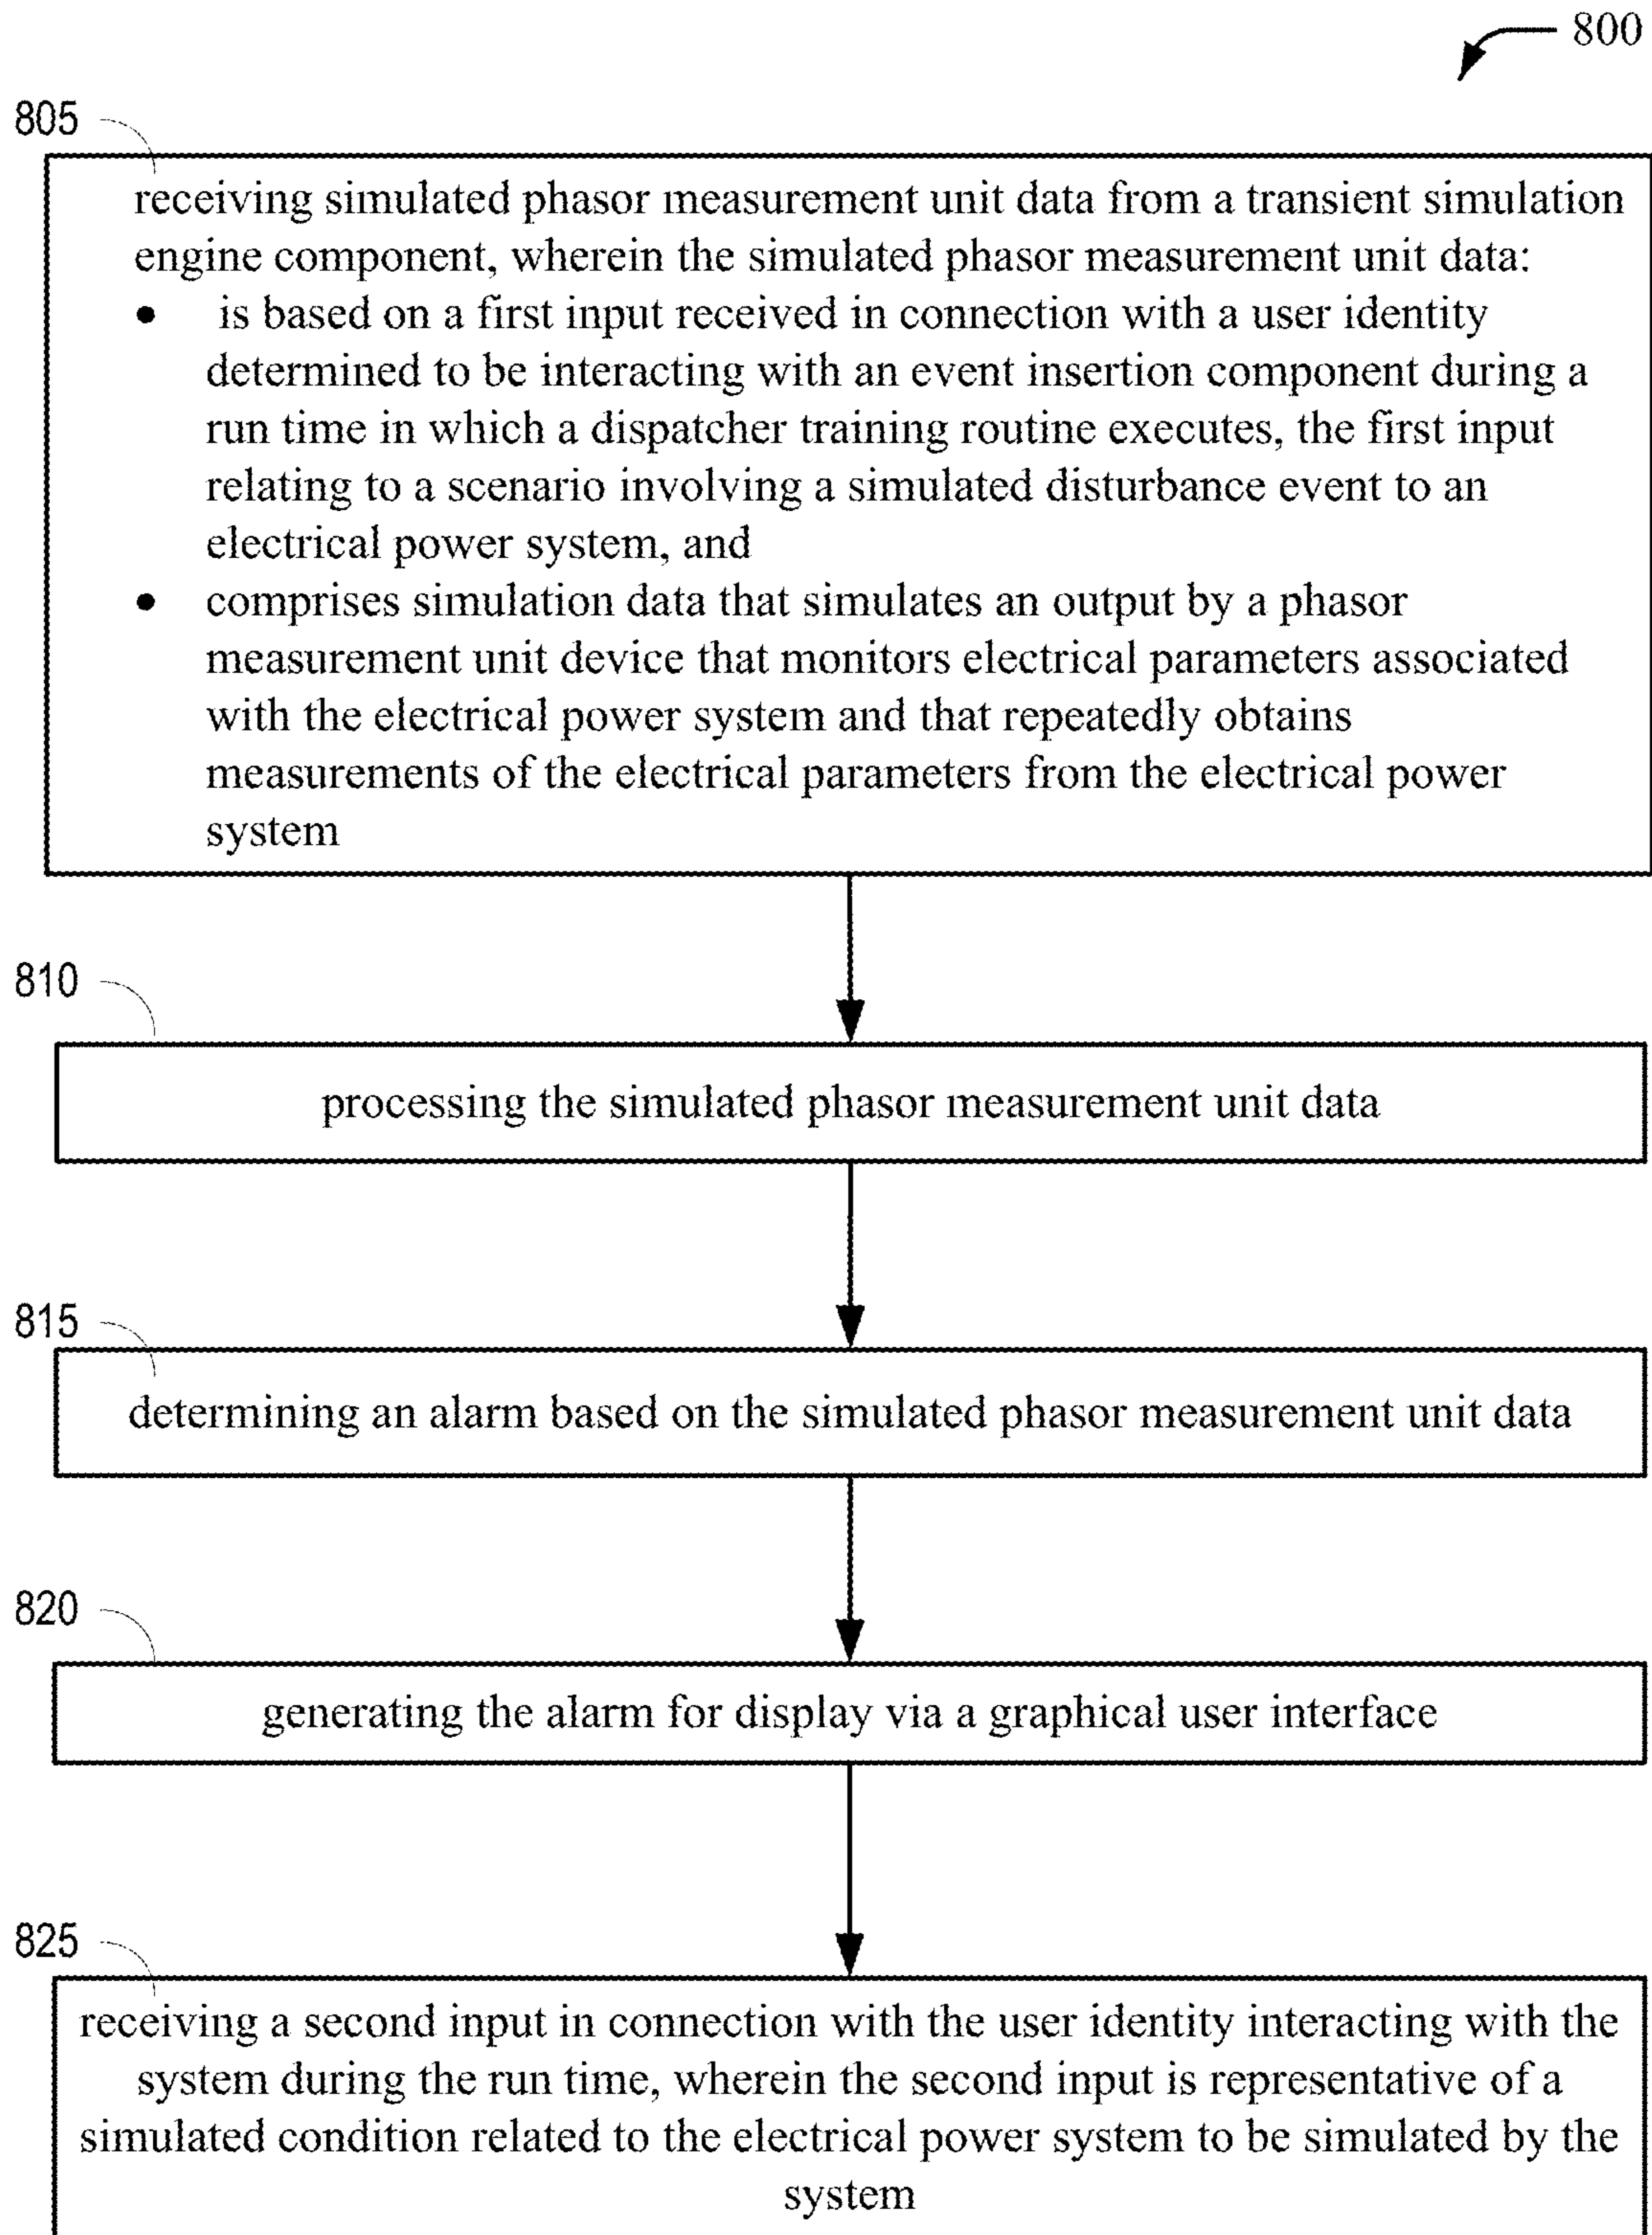 800
805
receiving simulated phasor measurement unit data from a transient simulation
engine component, wherein the simulated phasor measurement unit data:
• is based on a first input received in connection with a user identity
determined to be interacting with an event insertion component during a
run time in which a dispatcher training routine executes, the first input
relating to a scenario involving a simulated disturbance event to an
electrical power system, and
• comprises simulation data that simulates an output by a phasor
measurement unit device that monitors electrical parameters associated
with the electrical power system and that repeatedly obtains
measurements of the electrical parameters from the electrical power
system
810
processing the simulated phasor measurement unit data
815
determining an alarm based on the simulated phasor measurement unit data
820
generating the alarm for display via a graphical user interface
825
receiving a second input in connection with the user identity interacting with the
system during the run time, wherein the second input is representative of a
simulated condition related to the electrical power system to be simulated by the
system